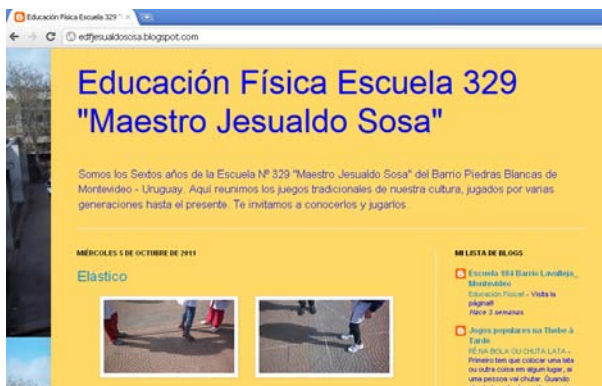 Educación Física Escuela 329 "
edfjesualdososa.blogspot.com
Educación Física Escuela 329
"Maestro Jesualdo Sosa"
Somos los Sextos años de la Escuela Nº 329 "Maestro Jesualdo Sosa" del Barrio Piedras Blancas de
Montevideo - Uruguay. Aquí reunimos los juegos tradicionales de nuestra cultura, jugados por varias
generaciones hasta el presente. Te invitamos a conocerlos y jugarlos.
MIÉRCOLES 5 DE OCTUBRE DE 2011
Elástico
MI LISTA DE BLOGS
Escuela 184 Barrio Lavalleja_
Montevideo
Educación Física!! - Visita la
página!!
Hace 3 semanas
Jogos populares na Thebe à
Tarde
PÉ NA BOLA OU CHUTA LATA -
Primeiro tem que colocar uma lata
ou outra coisa em algum lugar, ai
uma pessoa vai chutar. Quando